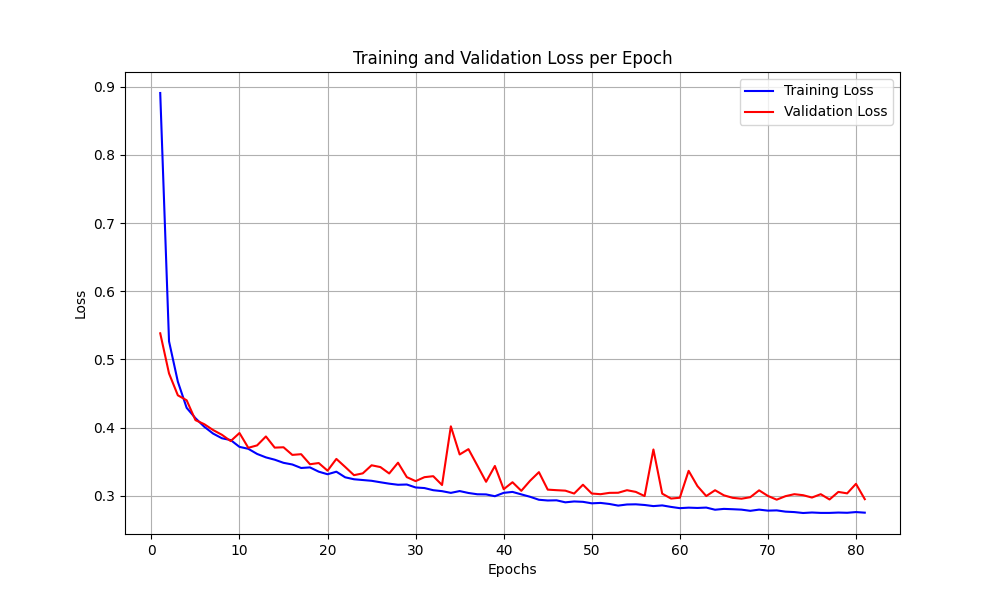 Training and Validation Loss per Epoch
Training Loss
Validation Loss
0.9
0.8
0.7
0.6
0.5
0.4
0.3
Loss
0 10 20 30 40 50 60 70 80
Epochs